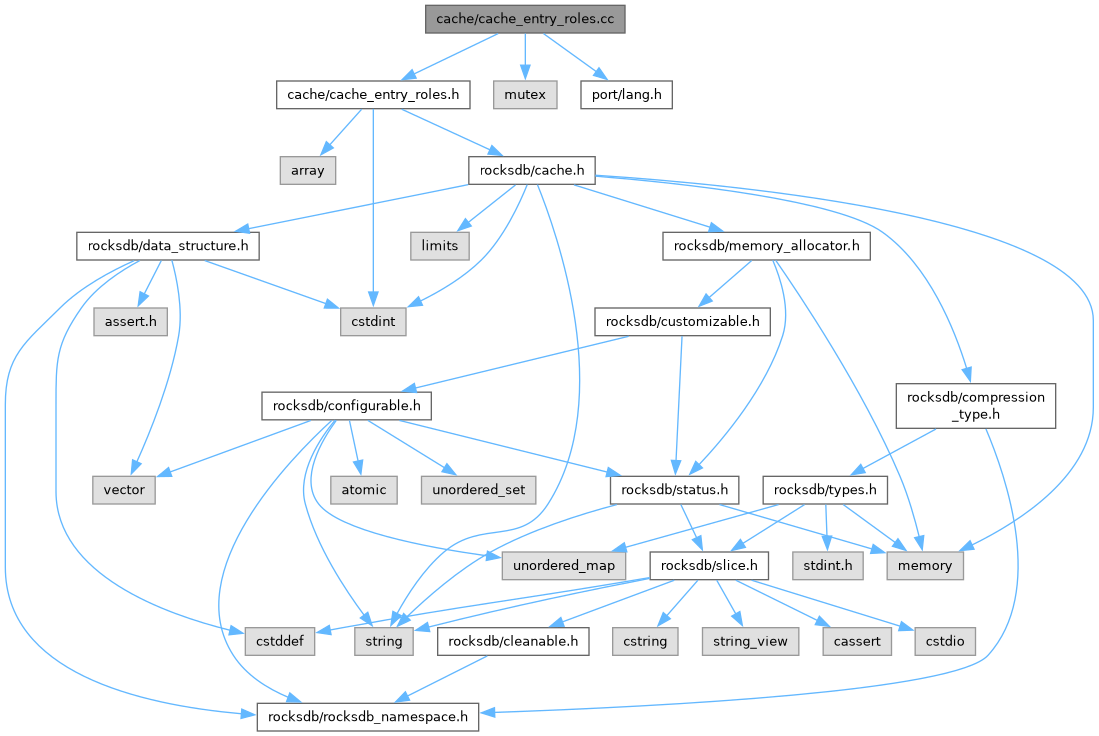 cache/cache_entry_roles.cc
cache/cache_entry_roles.h
mutex
port/lang.h
array
rocksdb/cache.h
rocksdb/data_structure.h
limits
rocksdb/memory_allocator.h
assert.h
cstdint
rocksdb/customizable.h
rocksdb/configurable.h
rocksdb/compression
_type.h
vector
atomic
unordered_set
rocksdb/status.h
rocksdb/types.h
unordered_map
rocksdb/slice.h
stdint.h
memory
cstddef
string
rocksdb/cleanable.h
cstring
string_view
cassert
cstdio
rocksdb/rocksdb_namespace.h